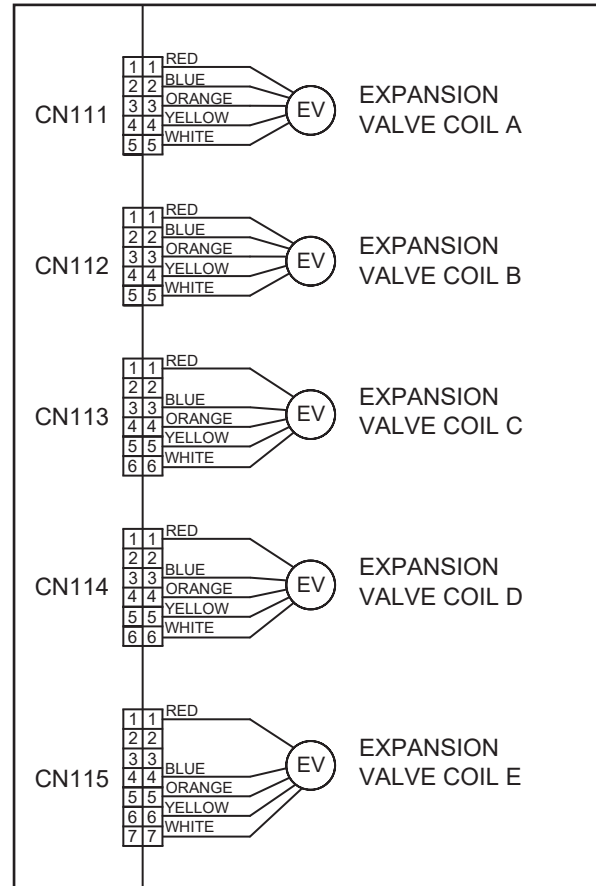 1 1 RED
2 2 BLUE
3 3 ORANGE
4 4 YELLOW
5 5 WHITE
CN111
EV
EXPANSION
VALVE COIL A
1 1 RED
2 2 BLUE
3 3 ORANGE
4 4 YELLOW
5 5 WHITE
CN112
EV
EXPANSION
VALVE COIL B
1 1 RED
2 2
3 3 BLUE
4 4 ORANGE
5 5 YELLOW
6 6 WHITE
CN113
EV
EXPANSION
VALVE COIL C
1 1 RED
2 2
3 3 BLUE
4 4 ORANGE
5 5 YELLOW
6 6 WHITE
CN114
EV
EXPANSION
VALVE COIL D
1 1 RED
2 2
3 3
4 4 BLUE
5 5 ORANGE
6 6 YELLOW
7 7 WHITE
CN115
EV
EXPANSION
VALVE COIL E